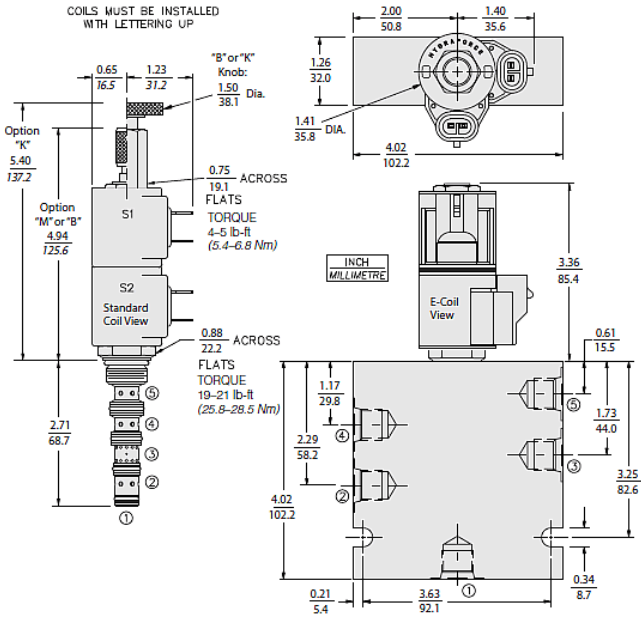 COILS MUST BE INSTALLED
WITH LETTERING UP
0.65
16.5
1.23
31.2
"B" or "K"
Knob:
1.50
38.1
Dia.
Option
"K"
5.40
137.2
Option
"M" or "B"
4.94
125.6
0.75
19.1
ACROSS
FLATS
TORQUE
4–5 lb-ft
(5.4–6.8 Nm)
S1
S2
Standard
Coil View
0.88
22.2
ACROSS
FLATS
TORQUE
19–21 lb-ft
(25.8–28.5 Nm)
2.71
68.7
5
4
3
2
1
2.00
50.8
1.40
35.6
1.26
32.0
HYDRAFORCE
1.41
35.8
DIA.
4.02
102.2
INCH
MILLIMETRE
E-Coil
View
3.36
85.4
0.61
15.5
1.17
29.8
2.29
58.2
4.02
102.2
4
2
5
3
1
1.73
44.0
3.25
82.6
0.34
8.7
0.21
5.4
3.63
92.1